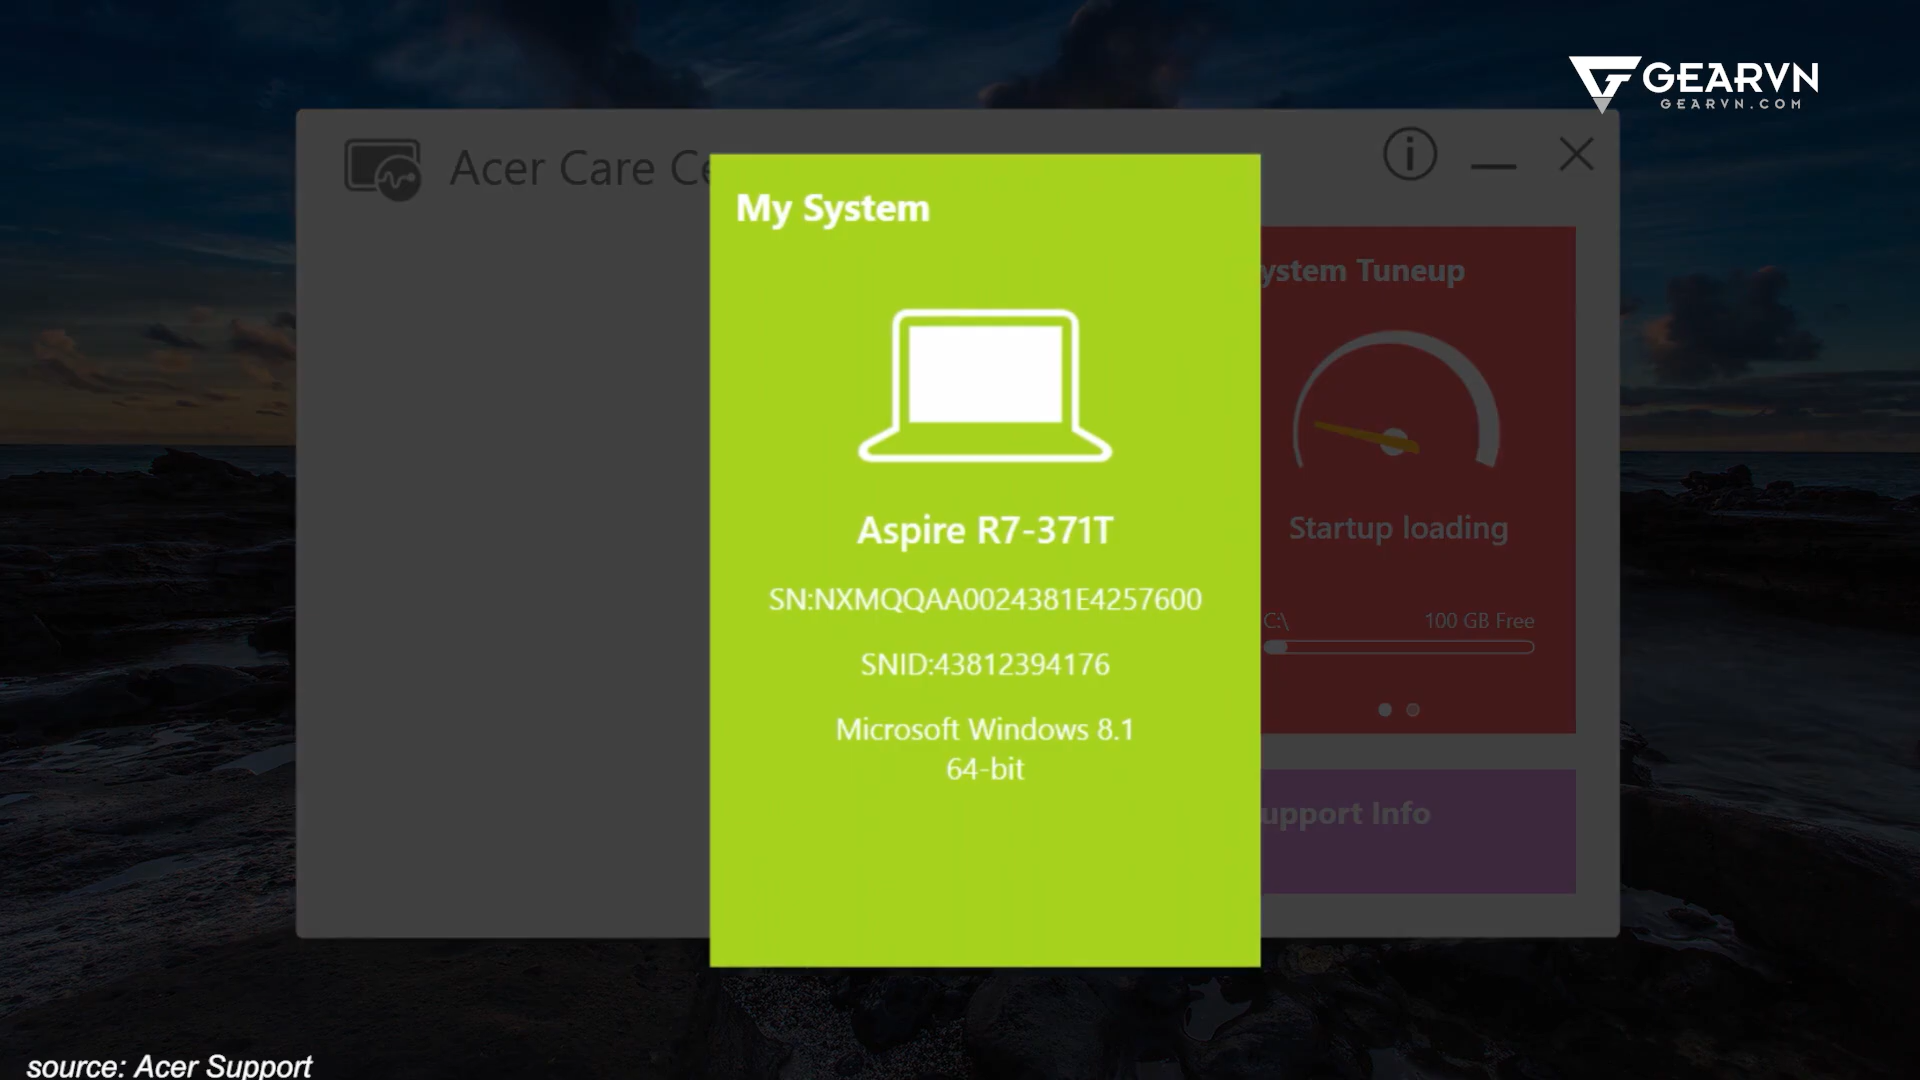 GEARVN
GEARVN.COM
Acer Care Ce
My System
Aspire R7-371T
SN:NXMQQAA0024381E4257600
SNID:43812394176
Microsoft Windows 8.1
64-bit
ystem Tuneup
Startup loading
C:\ 100 GB Free
upport Info
source: Acer Support